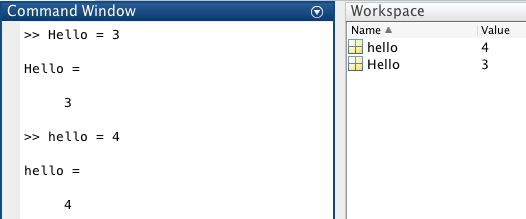 Command Window
>> Hello = 3
Hello =
3
>> hello = 4
hello =
4
Workspace
Name Value
hello 4
Hello 3